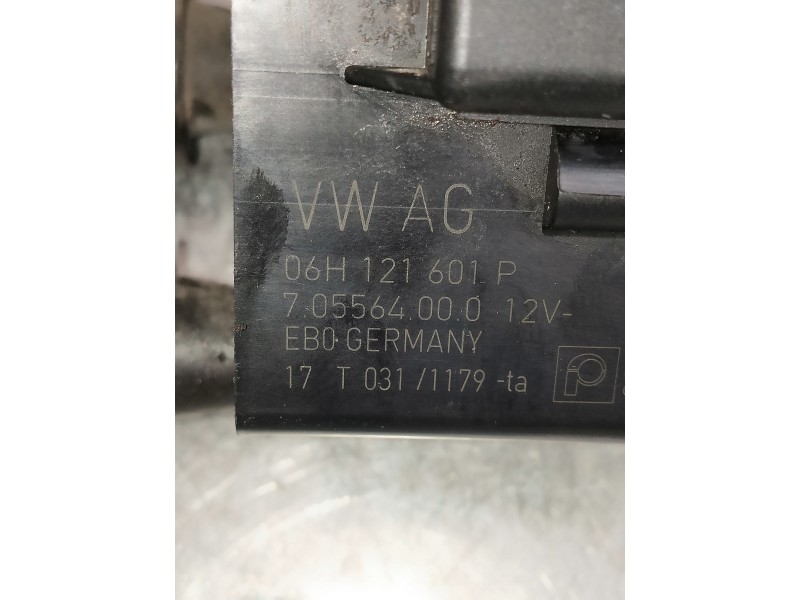 VW AG
06H 121 601 P
7.05564.00.0 12V-
EB0·GERMANY
17 T 031/1179 -ta